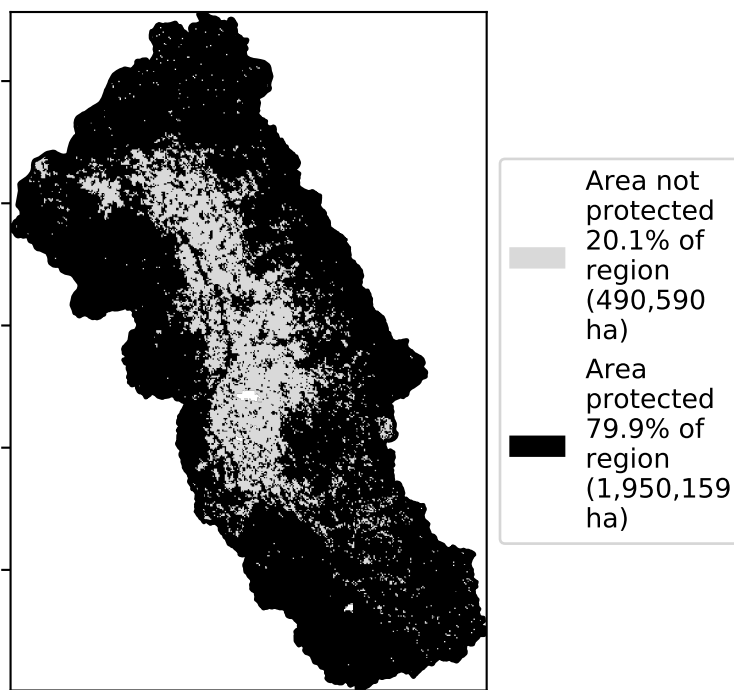 Area not
protected
20.1% of
region
(490,590
ha)
Area
protected
79.9% of
region
(1,950,159
ha)